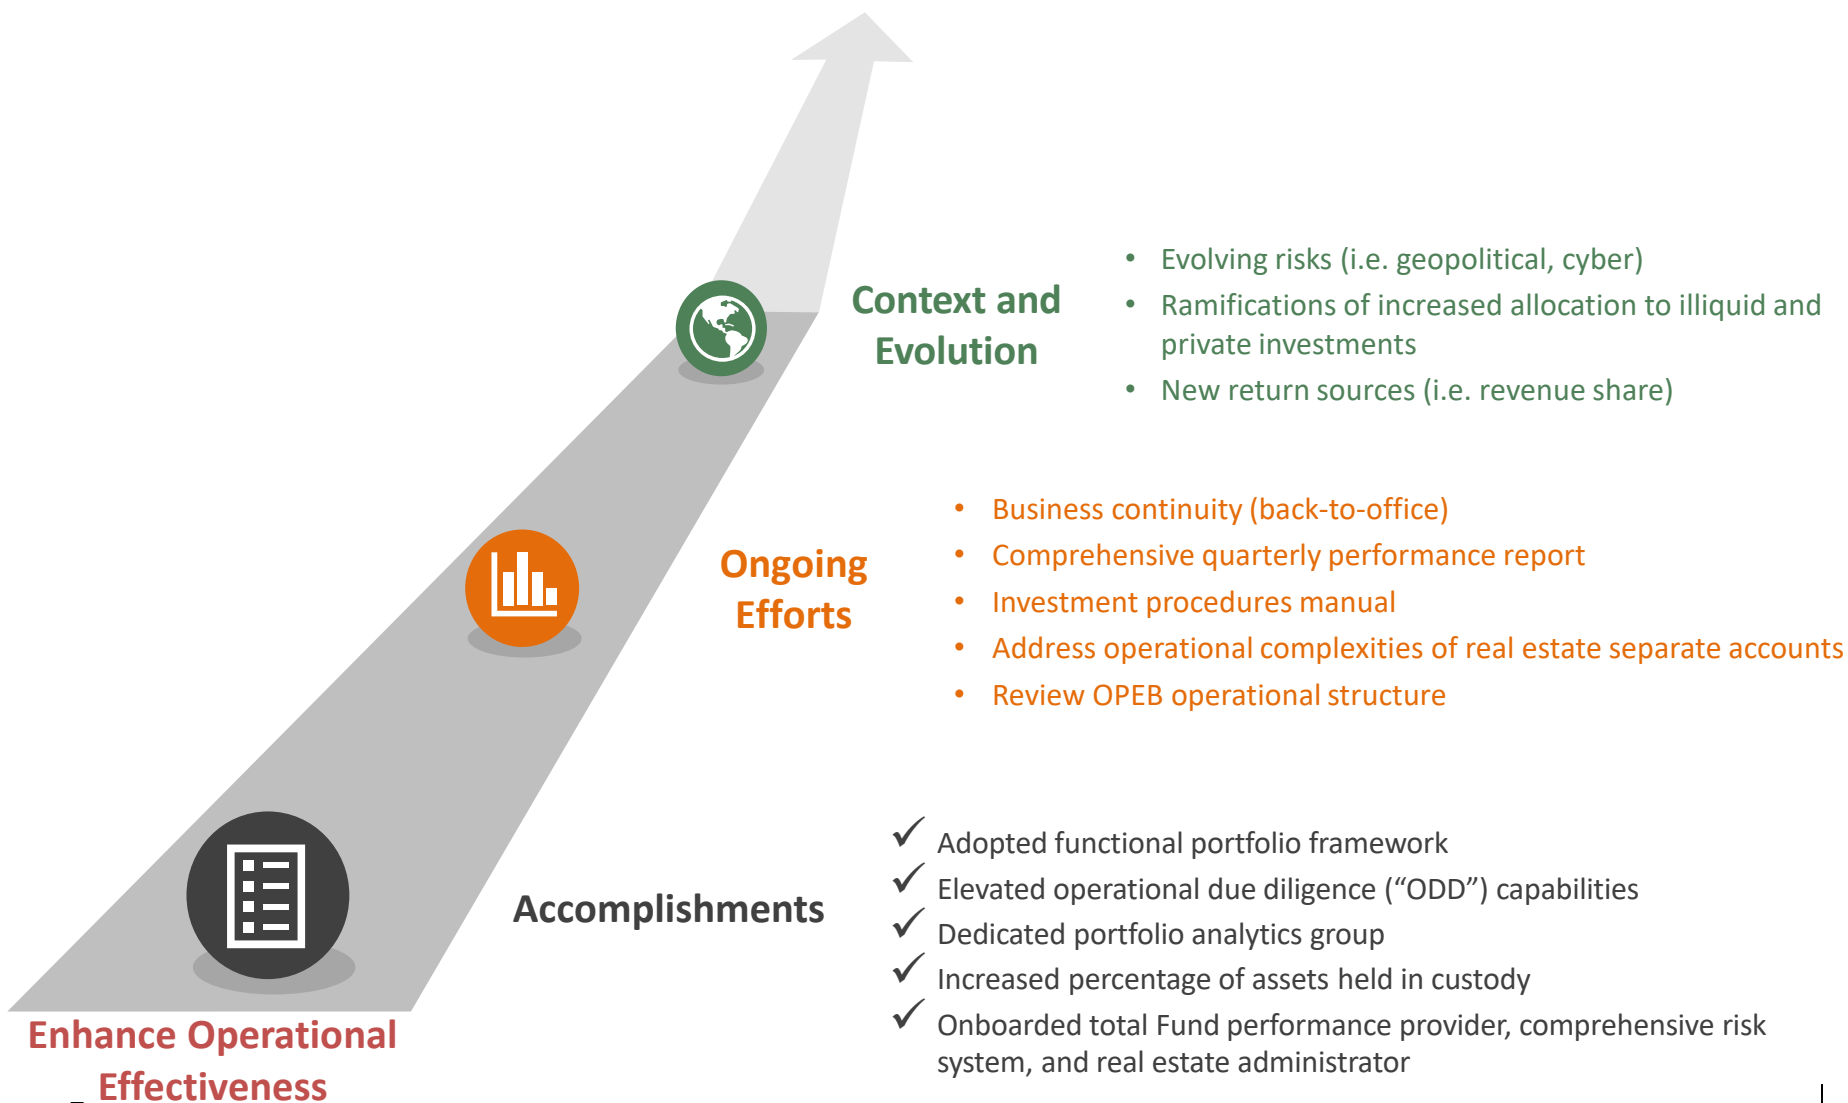 Context and
Evolution
• Evolving risks (i.e. geopolitical, cyber)
• Ramifications of increased allocation to illiquid and
private investments
• New return sources (i.e. revenue share)
Ongoing
Efforts
• Business continuity (back-to-office)
• Comprehensive quarterly performance report
• Investment procedures manual
• Address operational complexities of real estate separate accounts
• Review OPEB operational structure
Accomplishments
✓ Adopted functional portfolio framework
✓ Elevated operational due diligence (“ODD”) capabilities
✓ Dedicated portfolio analytics group
✓ Increased percentage of assets held in custody
✓ Onboarded total Fund performance provider, comprehensive risk
system, and real estate administrator
Enhance Operational
Effectiveness